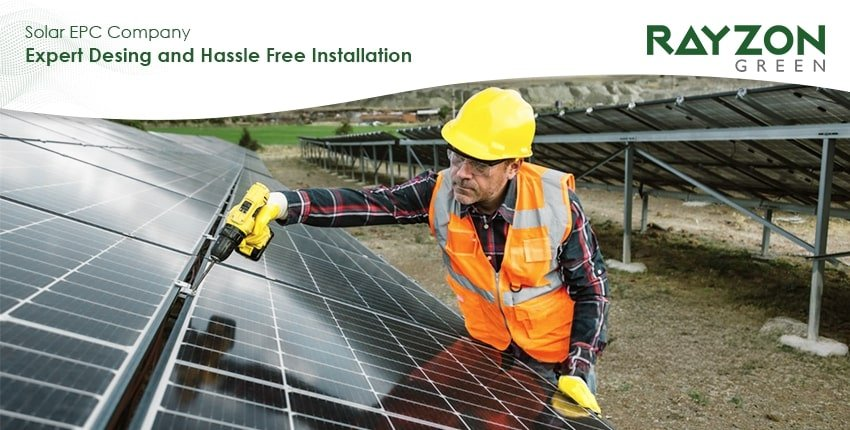 Solar EPC Company
Expert Desing and Hassle Free Installation
RAYZON
GREEN